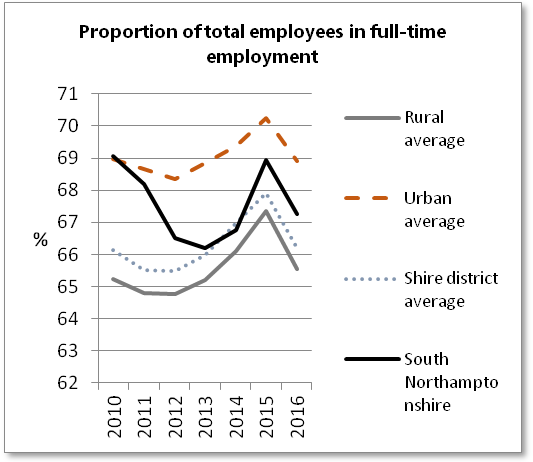 Proportion of total employees in full-time
employment
71
70
69
68
67
66
65
64
63
62
%
2010
2011
2012
2013
2014
2015
2016
Rural
average
Urban
average
Shire district
average
South
Northampto
nshire